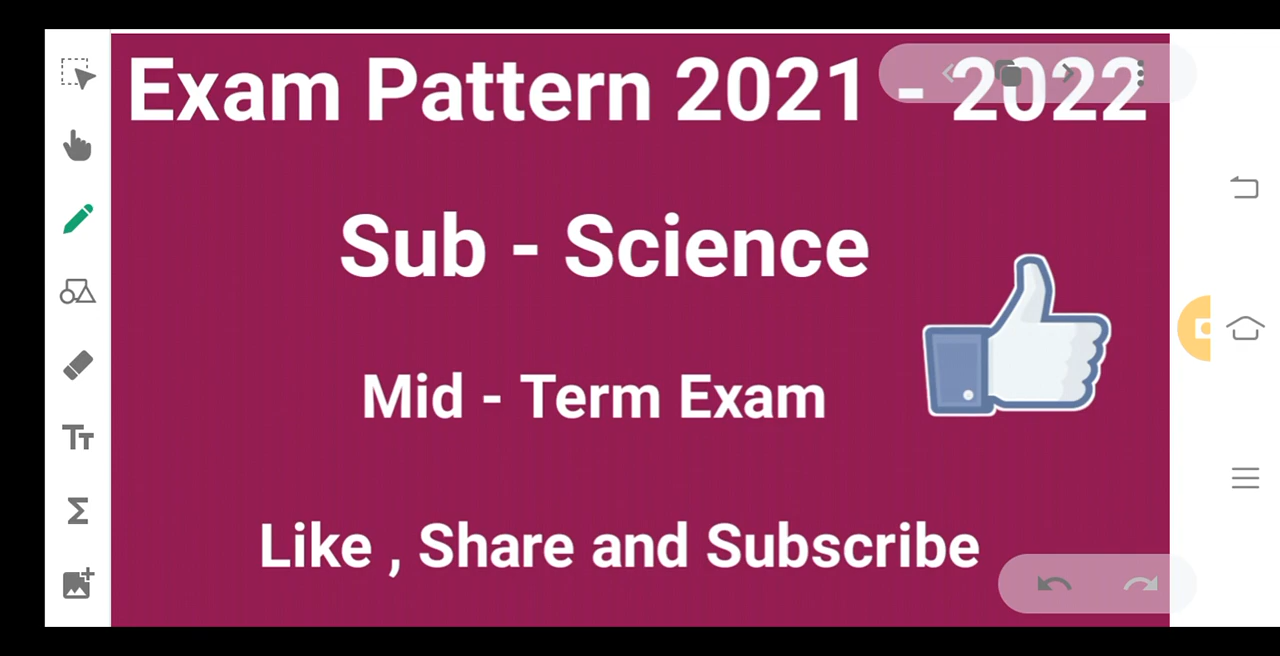 Exam Pattern 2021 - 2022
Sub - Science
Mid - Term Exam
Like , Share and Subscribe